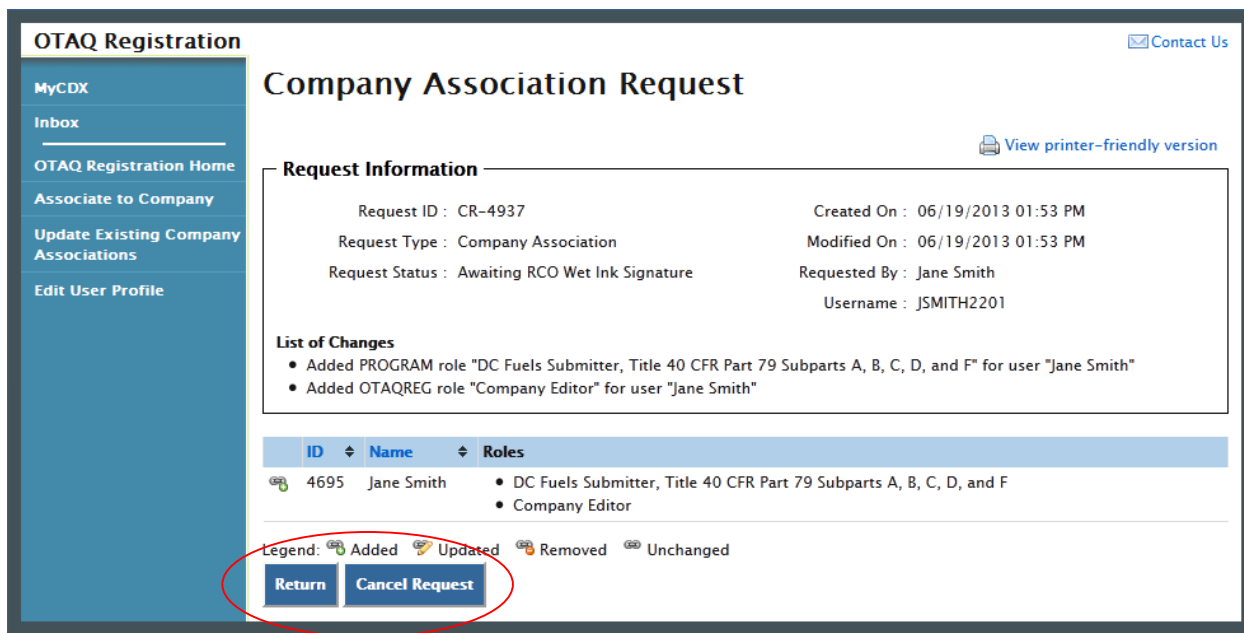 OTAQ Registration
Contact Us
MyCDX
Inbox
OTAQ Registration Home
Associate to Company
Update Existing Company
Associations
Edit User Profile
Company Association Request
View printer-friendly version
Request Information
Request ID : CR-4937
Created On : 06/19/2013 01:53 PM
Request Type : Company Association
Modified On : 06/19/2013 01:53 PM
Request Status : Awaiting RCO Wet Ink Signature
Requested By : Jane Smith
Username : JSMITH2201
List of Changes
• Added PROGRAM role "DC Fuels Submitter, Title 40 CFR Part 79 Subparts A, B, C, D, and F" for user "Jane Smith"
• Added OTAQREG role "Company Editor" for user "Jane Smith"
ID Name Roles
4695 Jane Smith • DC Fuels Submitter, Title 40 CFR Part 79 Subparts A, B, C, D, and F
• Company Editor
Legend: Added Updated Removed Unchanged
Return Cancel Request